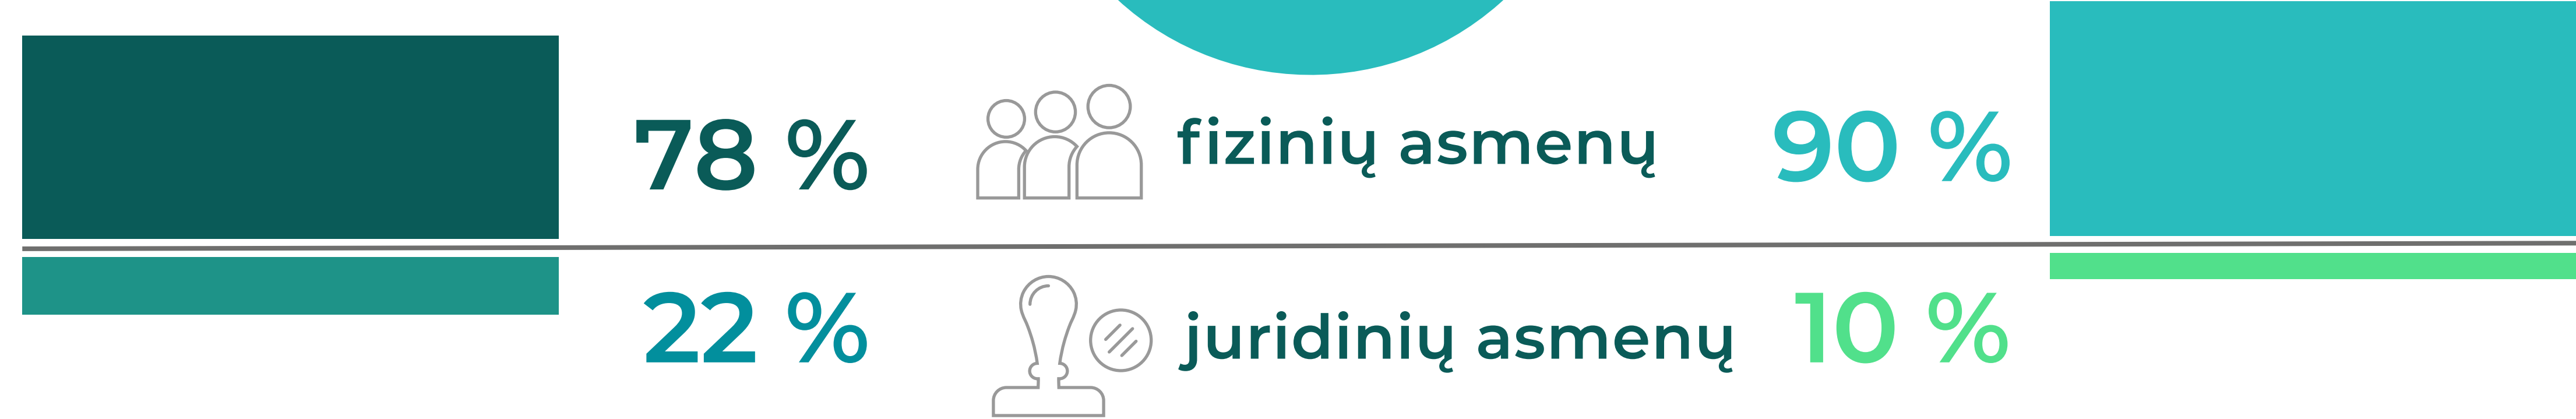 78 % fizinių asmenų 90 %
22 % juridinių asmenų 10 %